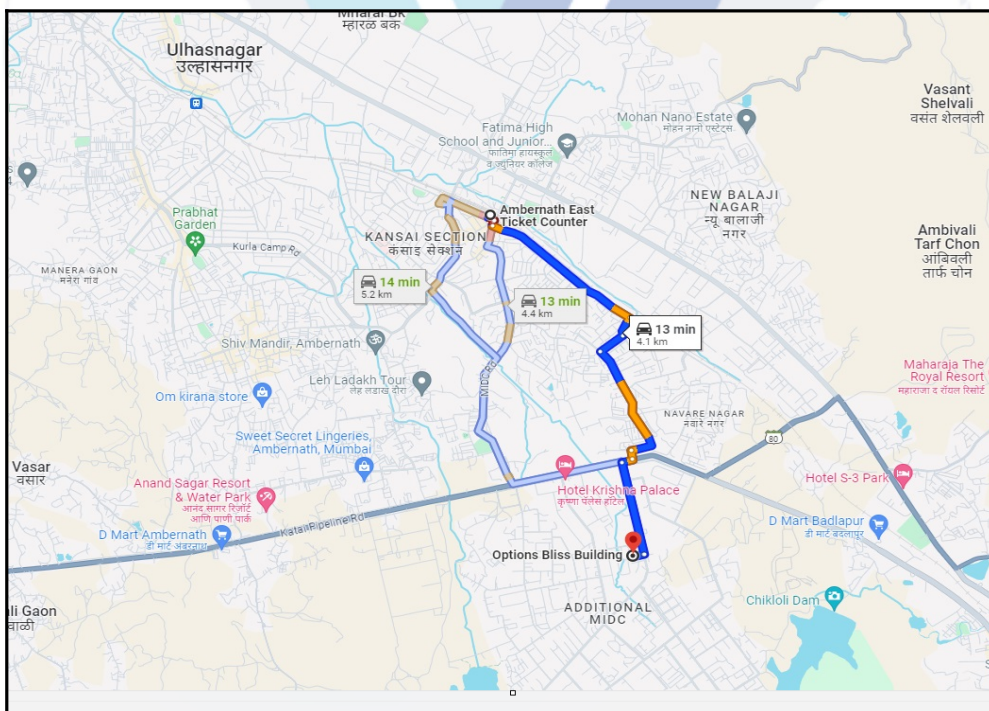 Mharal Bk
म्हारळ बक
Ulhasnagar
उल्हासनगर
Vasant
Shelvali
वसंत शेलवली
Mohan Nano Estate
मोहन नानो एस्टेट्स
Fatima High
School and Junior...
फातिमा हायस्कूल
व ज्युनियर कॉलेज
NEW BALAJI
NAGAR
न्यू बालाजी
नगर
Ambernath East
Ticket Counter
Prabhat
Garden
KANSAI SECTION
कंसाइ सेक्शन
Kurla Camp Rd
Ambivali
Tarf Chon
आंबिवली
तार्फ चोन
MANERA GAON
मनेरा गाव
14 min
5.2 km
13 min
4.4 km
13 min
4.1 km
Shiv Mandir, Ambernath
Maharaja The
Royal Resort
महाराजा द रॉयल रिसोर्ट
MIDC Rd
Leh Ladakh Tour
लेह लडाख दौरा
Om kirana store
NAVARE NAGAR
नवारे नगर
80
Sweet Secret Lingeries,
Ambernath, Mumbai
Vasar
वसार
Anand Sagar Resort
& Water Park
आनंद सागर रिसॉर्ट
आणि पाणी पार्क
Hotel S-3 Park
Hotel Krishna Palace
कृष्णा पॅलेस हॉटेल
Katai Pipeline Rd
D Mart Ambernath
डी मार्ट अंबरनाथ
D Mart Badlapur
डी मार्ट बदलापूर
Options Bliss Building
ADDITIONAL
MIDC
Chikloli Dam
li Gaon
वाळी